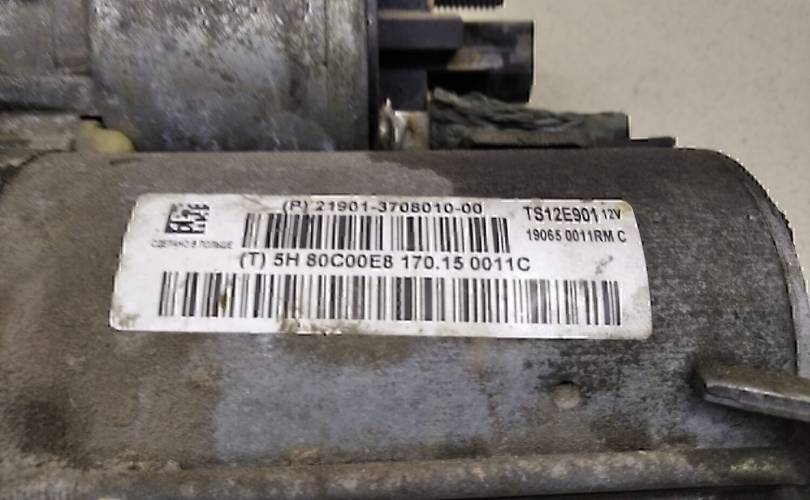 (P) 21901-3708010-00
TS12E901 12V
СДЕЛАНО В ПОЛЬШЕ
19065 0011RM C
(T) 5H 80C00E8 170.15 0011C